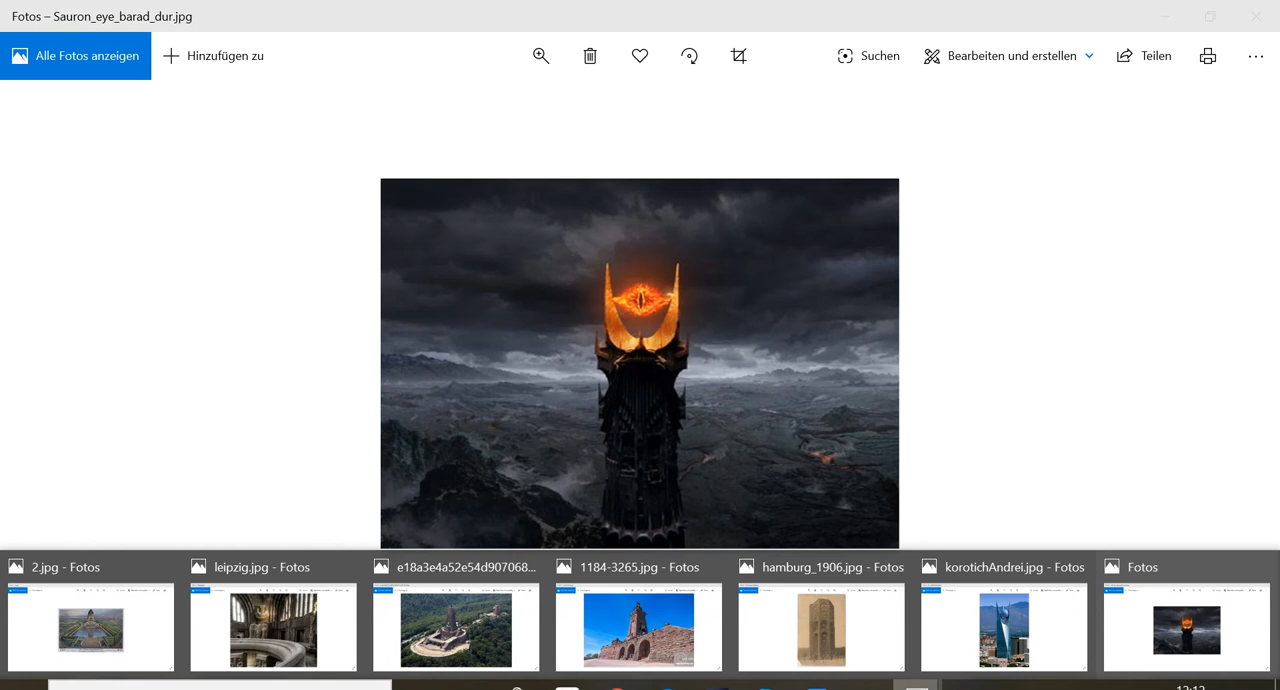 Fotos – Sauron_eye_barad_dur.jpg
Alle Fotos anzeigen
Hinzufügen zu
Suchen
Bearbeiten und erstellen
Teilen
2.jpg - Fotos
leipzig.jpg - Fotos
e18a3e4a52e54d907068...
1184-3265.jpg - Fotos
hamburg_1906.jpg - Fotos
korotichAndrei.jpg - Fotos
Fotos